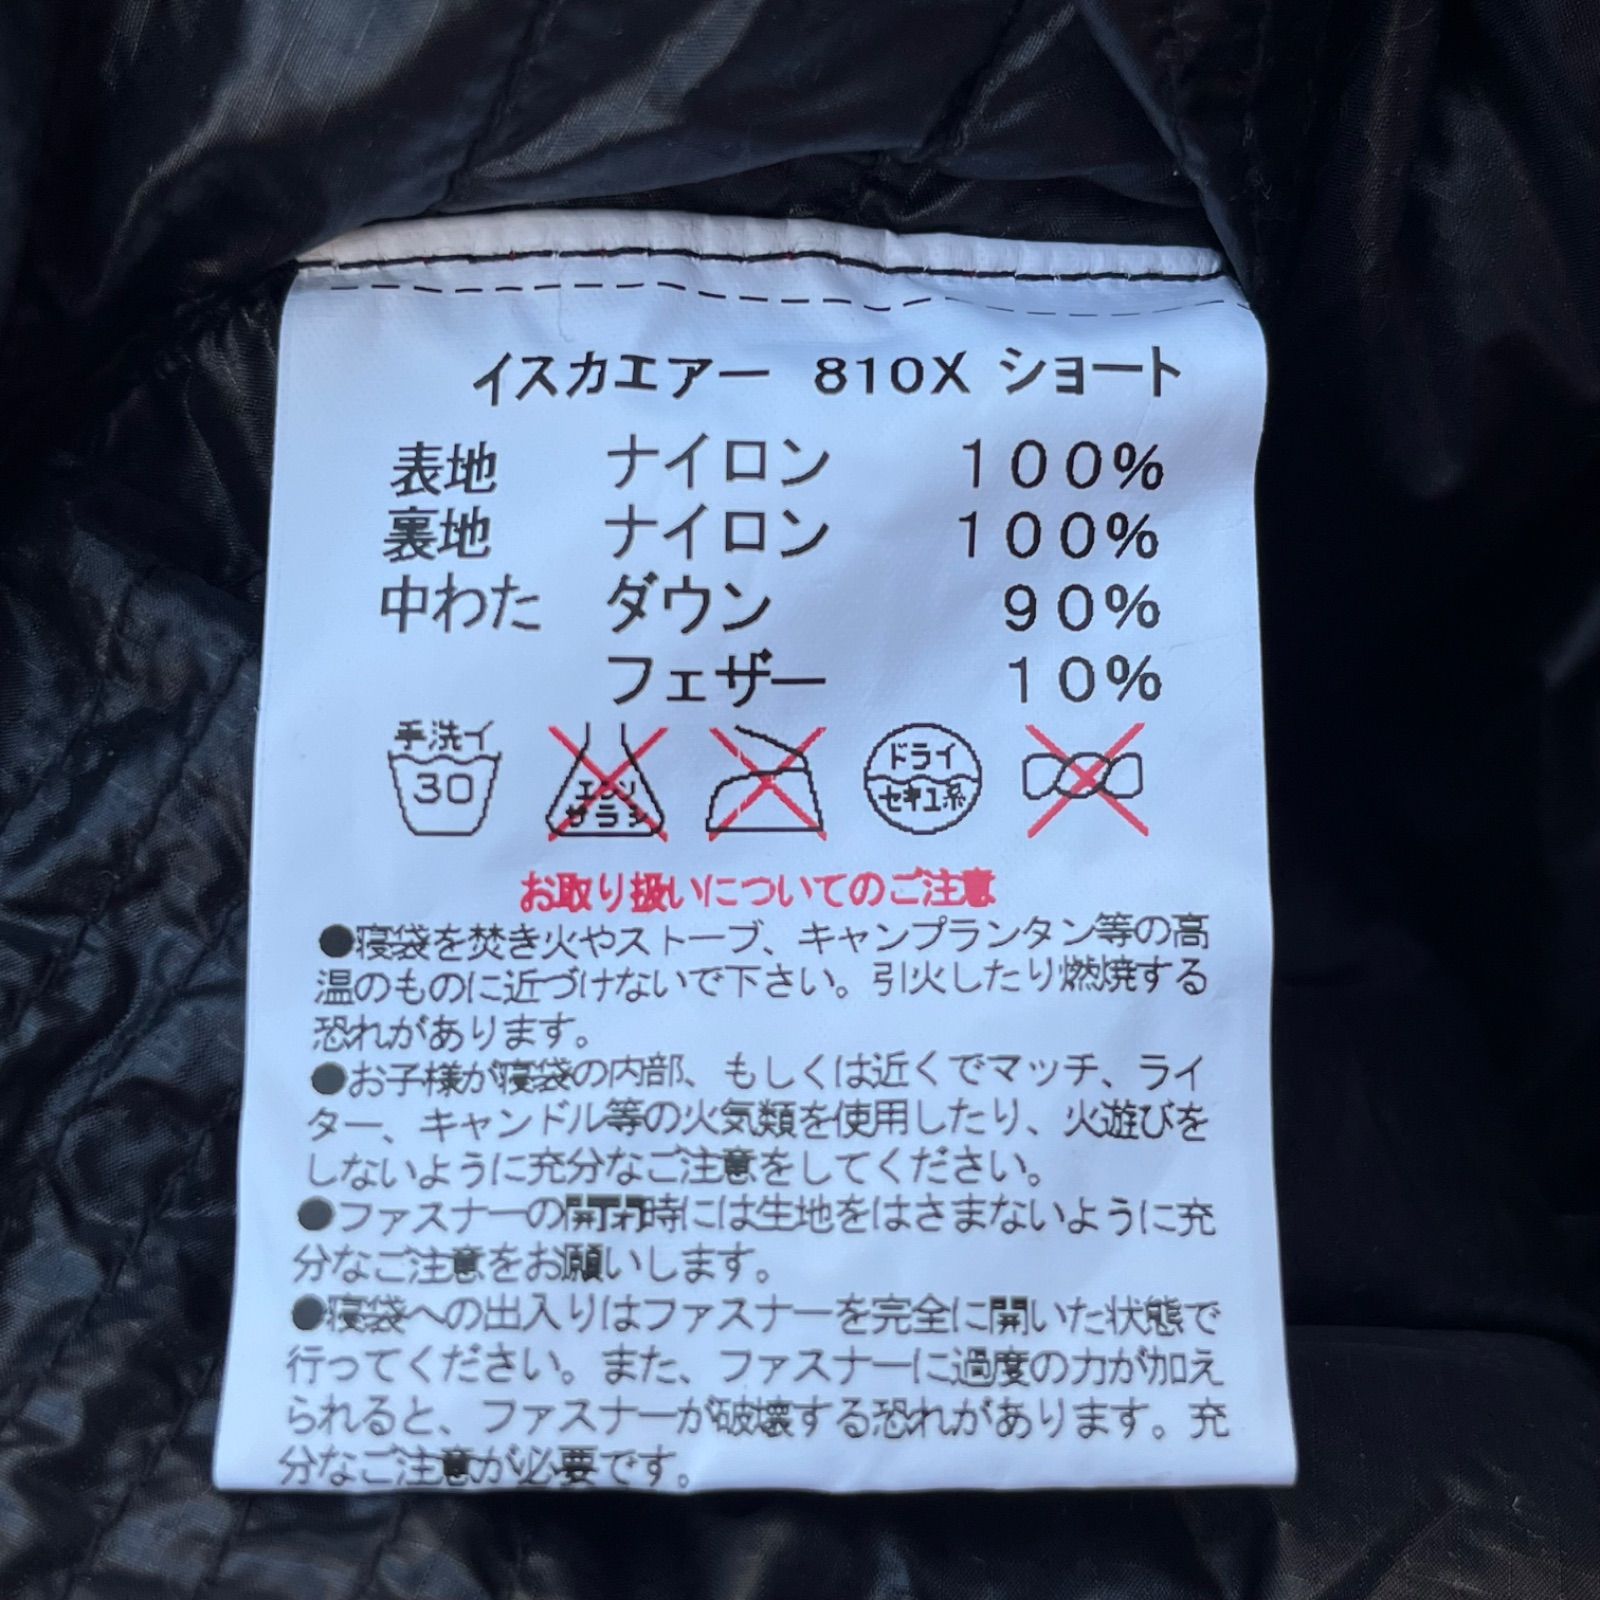 イスカエアー 810X ショート
表地 ナイロン 100%
裏地 ナイロン 100%
中わた ダウン 90%
フェザー 10%
手洗イ 30 エンソサラシ ドライ セキユ系
お取り扱いについてのご注意
●寝袋を焚き火やストーブ、キャンプランタン等の高
温のものに近づけないで下さい。引火したり燃焼する
恐れがあります。
●お子様が寝袋の内部、もしくは近くでマッチ、ライ
ター、キャンドル等の火気類を使用したり、火遊びを
しないように充分なご注意をしてください。
●ファスナーの開閉時には生地をはさまないように充
分なご注意をお願いします。
●寝袋への出入りはファスナーを完全に開いた状態で
行ってください。また、ファスナーに過度の力が加え
られると、ファスナーが破壊する恐れがあります。充
分なご注意が必要です。